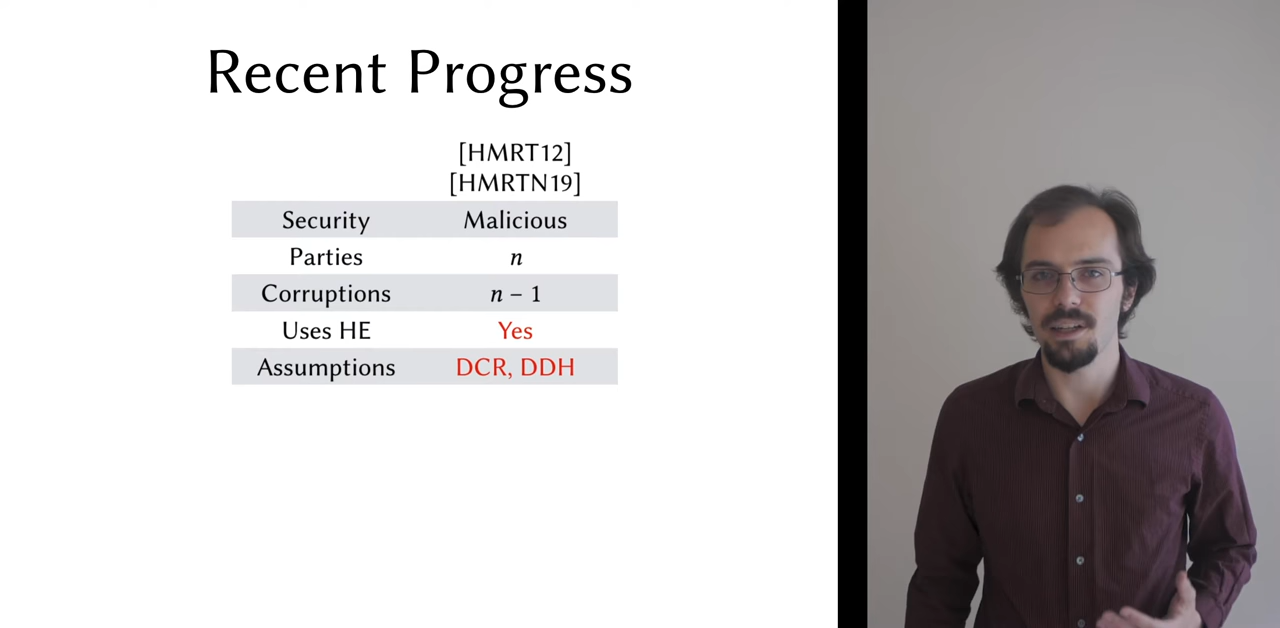 Recent Progress
[HMRT12]
[HMRTN19]
Security Malicious
Parties n
Corruptions n – 1
Uses HE Yes
Assumptions DCR, DDH